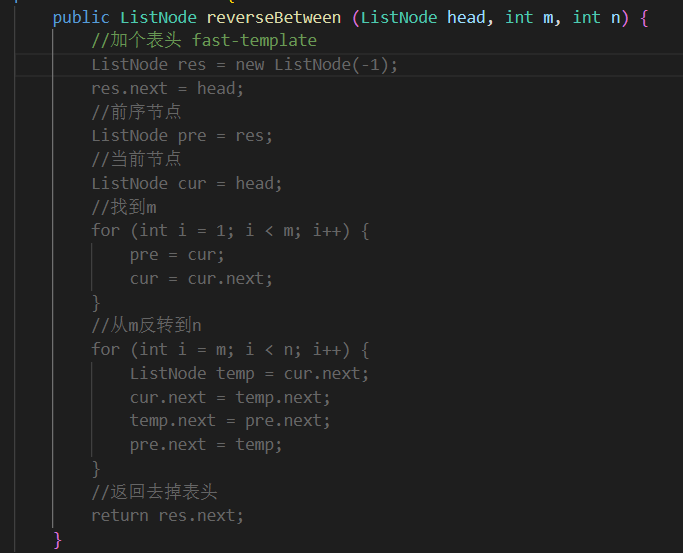 public ListNode reverseBetween (ListNode head, int m, int n) {
//加个表头 fast-template
ListNode res = new ListNode(-1);
res.next = head;
//前序节点
ListNode pre = res;
//当前节点
ListNode cur = head;
//找到m
for (int i = 1; i < m; i++) {
pre = cur;
cur = cur.next;
}
//从m反转到n
for (int i = m; i < n; i++) {
ListNode temp = cur.next;
cur.next = temp.next;
temp.next = pre.next;
pre.next = temp;
}
//返回去掉表头
return res.next;
}